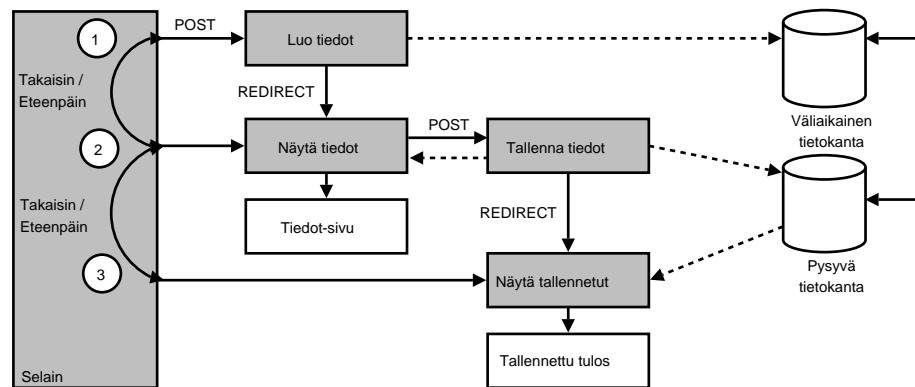 1
POST
Luo tiedot
Takaisin /
Eteenpäin
REDIRECT
Väliaikainen
tietokanta
2
Näytä tiedot
POST
Tallenna tiedot
Takaisin /
Eteenpäin
Tiedot-sivu
REDIRECT
3
Näytä tallennetut
Pysyvä
tietokanta
Tallennettu tulos
Selain